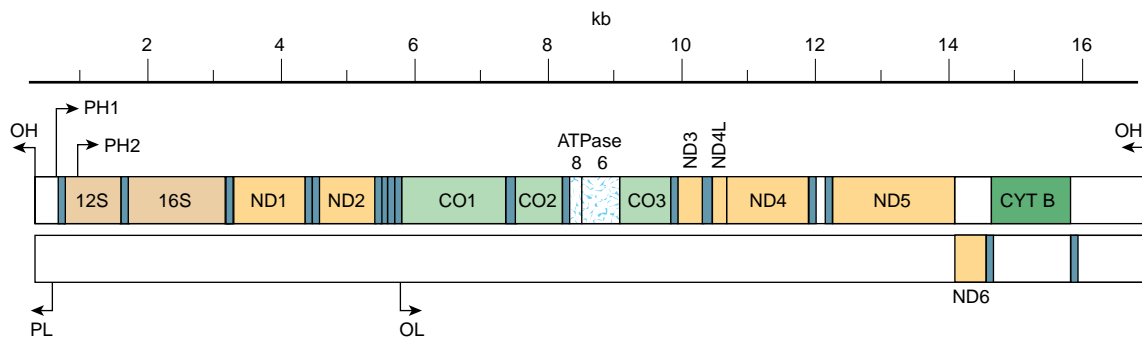 kb
2 4 6 8 10 12 14 16
PH1
OH
PH2
ATPase
8 6
ND3
ND4L
OH
12S 16S ND1 ND2 CO1 CO2 CO3 ND4 ND5 CYT B
ND6
PL OL